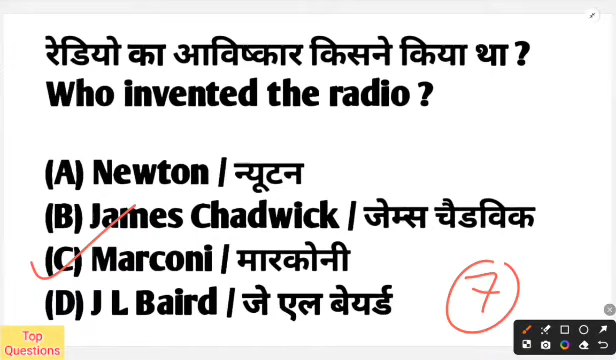 रेडियो का आविष्कार किसने किया था ?
Who invented the radio ?
(A) Newton / न्यूटन
(B) James Chadwick / जेम्स चैडविक
(C) Marconi / मारकोनी
(D) J L Baird / जे एल बेयर्ड
7
Top
Questions